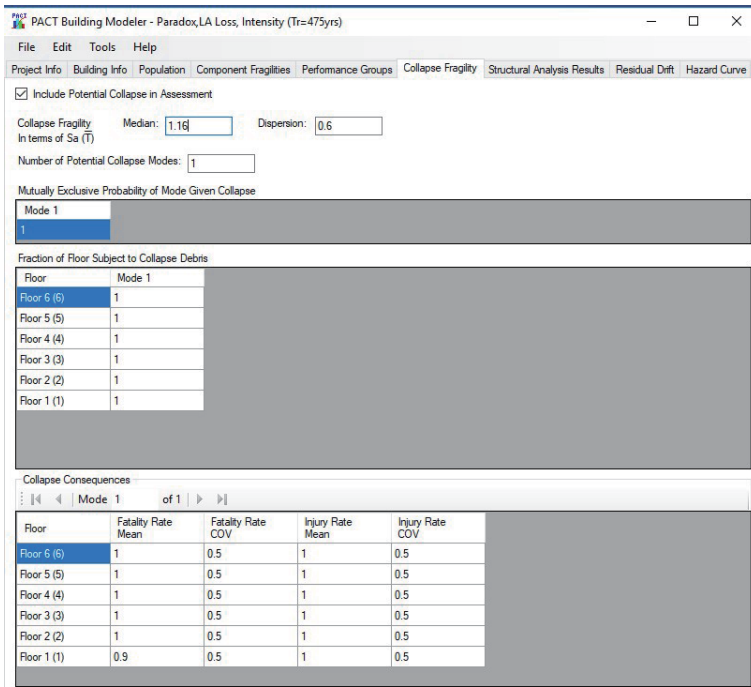 PACT PACT Building Modeler - Paradox,LA Loss, Intensity (Tr=475yrs)
File Edit Tools Help
Project Info Building Info Population Component Fragilities Performance Groups Collapse Fragility Structural Analysis Results Residual Drift Hazard Curve
Include Potential Collapse in Assessment
Collapse Fragility Median: 1.16 Dispersion: 0.6
In terms of Sa (T̅)
Number of Potential Collapse Modes: 1
Mutually Exclusive Probability of Mode Given Collapse
Mode 1
1
Fraction of Floor Subject to Collapse Debris
Floor Mode 1
Floor 6 (6) 1
Floor 5 (5) 1
Floor 4 (4) 1
Floor 3 (3) 1
Floor 2 (2) 1
Floor 1 (1) 1
Collapse Consequences
Mode 1 of 1
Floor Fatality Rate Mean Fatality Rate COV Injury Rate Mean Injury Rate COV
Floor 6 (6) 1 0.5 1 0.5
Floor 5 (5) 1 0.5 1 0.5
Floor 4 (4) 1 0.5 1 0.5
Floor 3 (3) 1 0.5 1 0.5
Floor 2 (2) 1 0.5 1 0.5
Floor 1 (1) 0.9 0.5 1 0.5